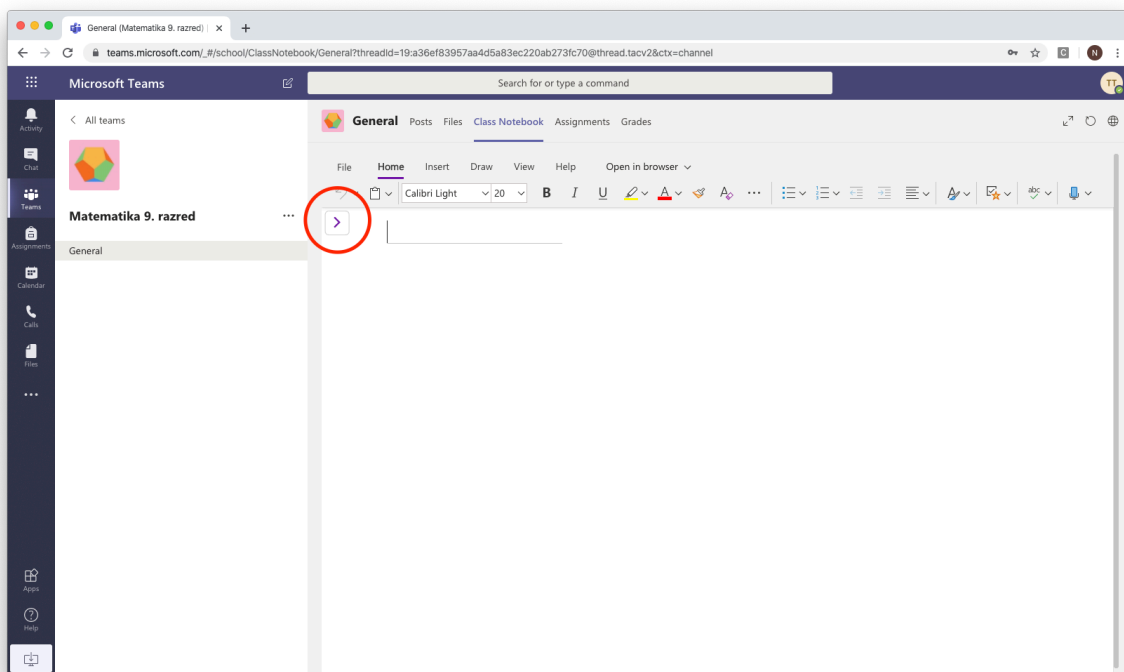 General (Matematika 9. razred) |
teams.microsoft.com/_#/school/ClassNotebook/General?threadId=19:a36ef83957aa4d5a83ec220ab273fc70@thread.tacv2&ctx=channel
C
N
Microsoft Teams
Search for or type a command
TT
Activity
Chat
Teams
Assignments
Calendar
Calls
Files
Apps
Help
All teams
Matematika 9. razred
General
General Posts Files Class Notebook Assignments Grades
File Home Insert Draw View Help Open in browser
Calibri Light 20 B I U A A abc